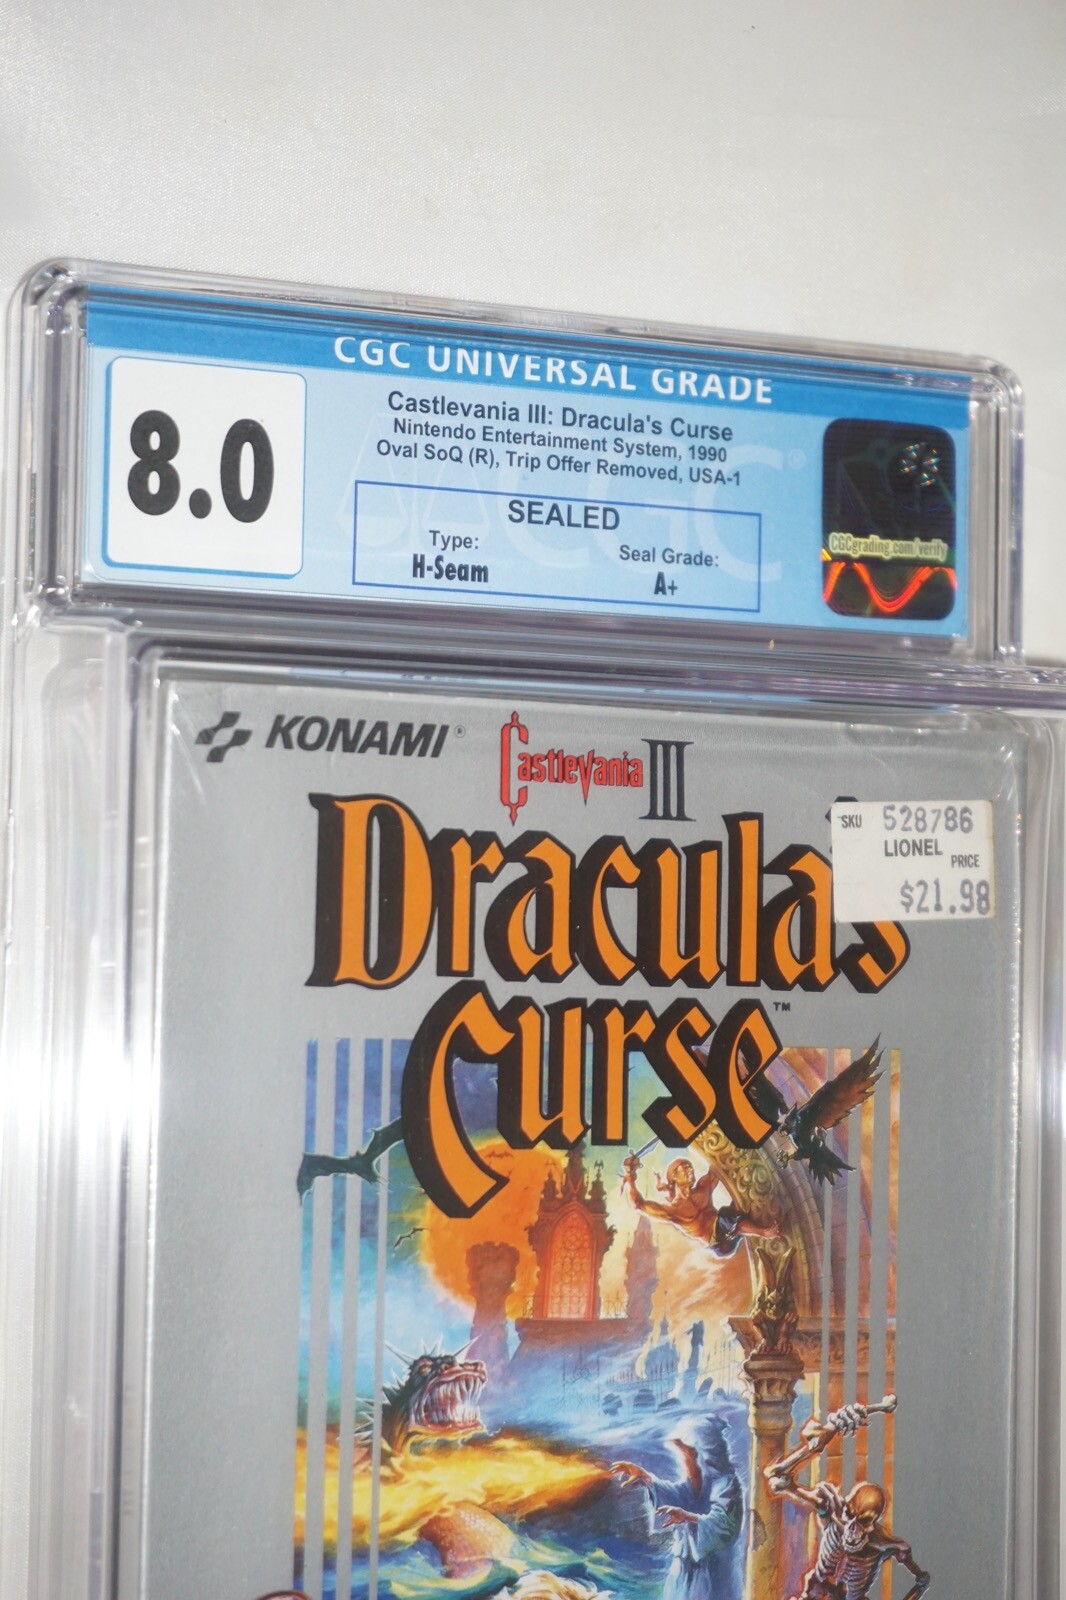 CGC UNIVERSAL GRADE
8.0
Castlevania III: Dracula's Curse
Nintendo Entertainment System, 1990
Oval SoQ (R), Trip Offer Removed, USA-1
SEALED
Type:
H-Seam
Seal Grade:
A+
CGC®
CGCgrading.com/verify
KONAMI®
Castlevania III
Dracula's
Curse™
SKU 528786
LIONEL
PRICE
$21.98